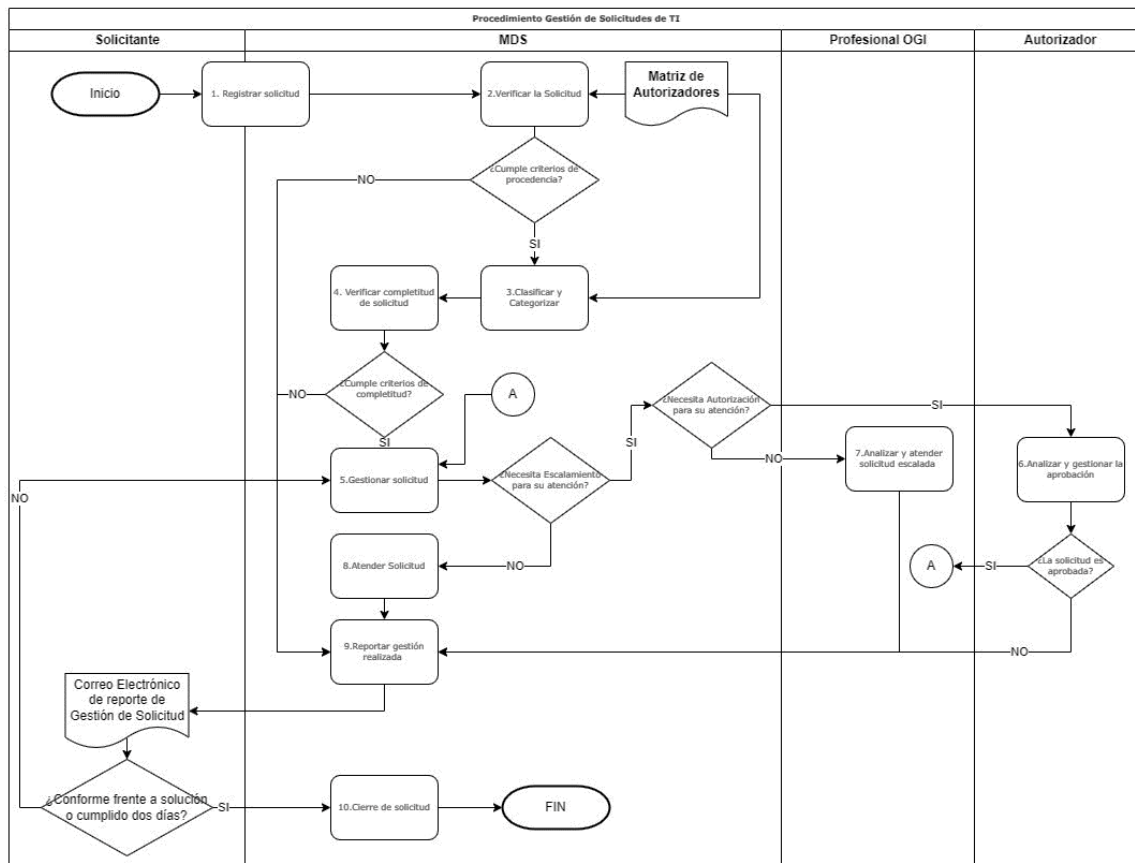 Procedimiento Gestión de Solicitudes de TI
Solicitante
MDS
Profesional OGI
Autorizador
Inicio
1. Registrar solicitud
2.Verificar la Solicitud
Matriz de
Autorizadores
¿Cumple criterios de
procedencia?
NO
SI
4. Verificar completitud
de solicitud
3.Clasificar y
Categorizar
¿Cumple criterios de
completitud?
NO
SI
A
¿Necesita Autorización
para su atención?
SI
NO
SI
5.Gestionar solicitud
¿Necesita Escalamiento
para su atención?
7.Analizar y atender
solicitud escalada
6.Analizar y gestionar la
aprobación
NO
8.Atender Solicitud
NO
A
SI
¿La solicitud es
aprobada?
9.Reportar gestión
realizada
NO
Correo Electrónico
de reporte de
Gestión de Solicitud
¿Conforme frente a solución
o cumplido dos días?
SI
10.Cierre de solicitud
FIN